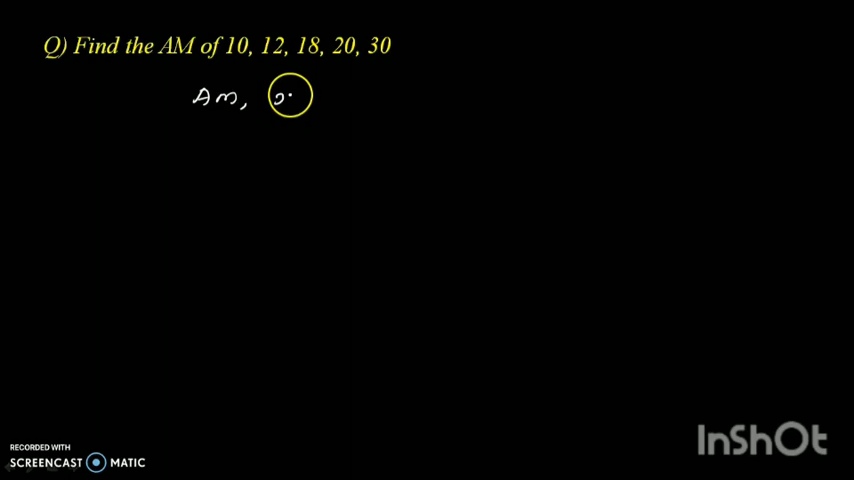 Q) Find the AM of 10, 12, 18, 20, 30
AM,
RECORDED WITH
SCREENCAST MATIC
InShOt